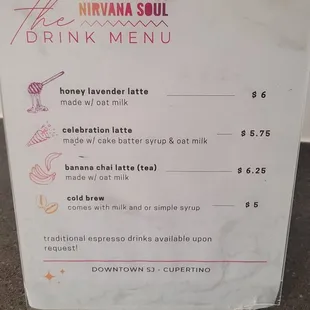 the NIRVANA SOUL
DRINK MENU
honey lavender latte $ 6
made w/ oat milk
celebration latte $ 5.75
made w/ cake batter syrup & oat milk
banana chai latte (tea) $ 6.25
made w/ oat milk
cold brew $ 5
comes with milk and or simple syrup
traditional espresso drinks available upon
request!
DOWNTOWN SJ - CUPERTINO